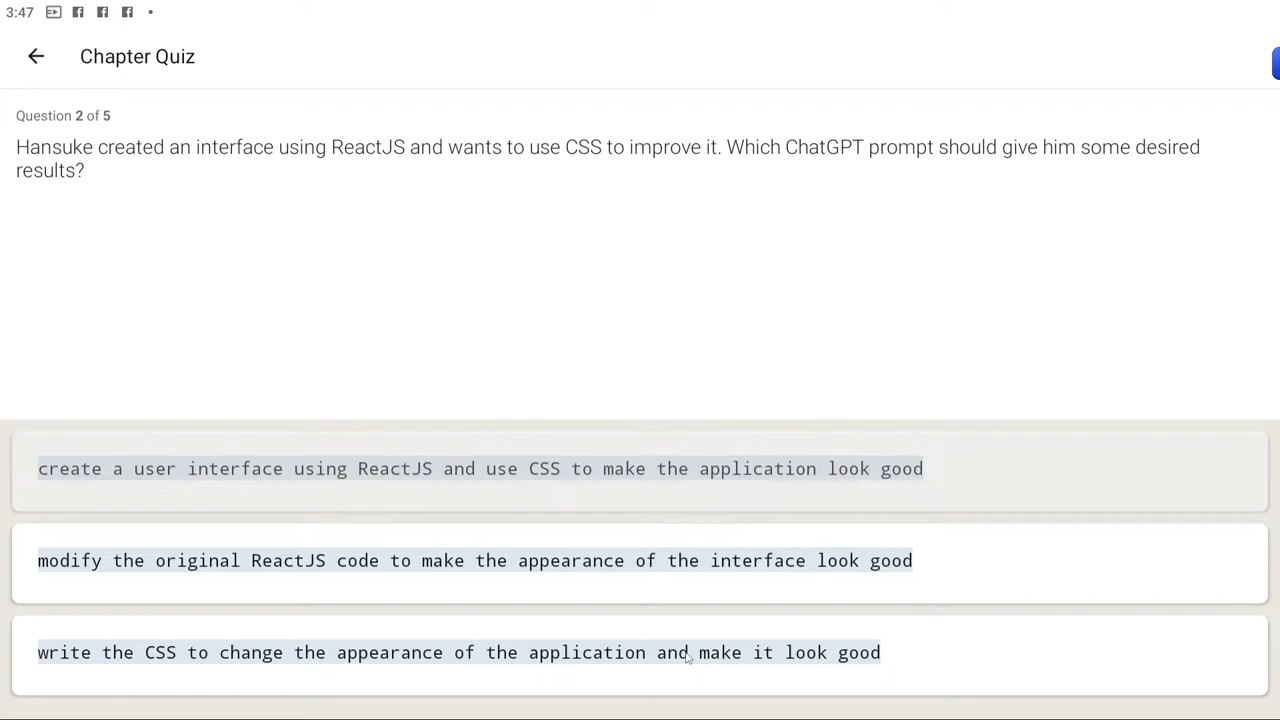 3:47
Chapter Quiz
Question 2 of 5
Hansuke created an interface using ReactJS and wants to use CSS to improve it. Which ChatGPT prompt should give him some desired
results?
create a user interface using ReactJS and use CSS to make the application look good
modify the original ReactJS code to make the appearance of the interface look good
write the CSS to change the appearance of the application and make it look good